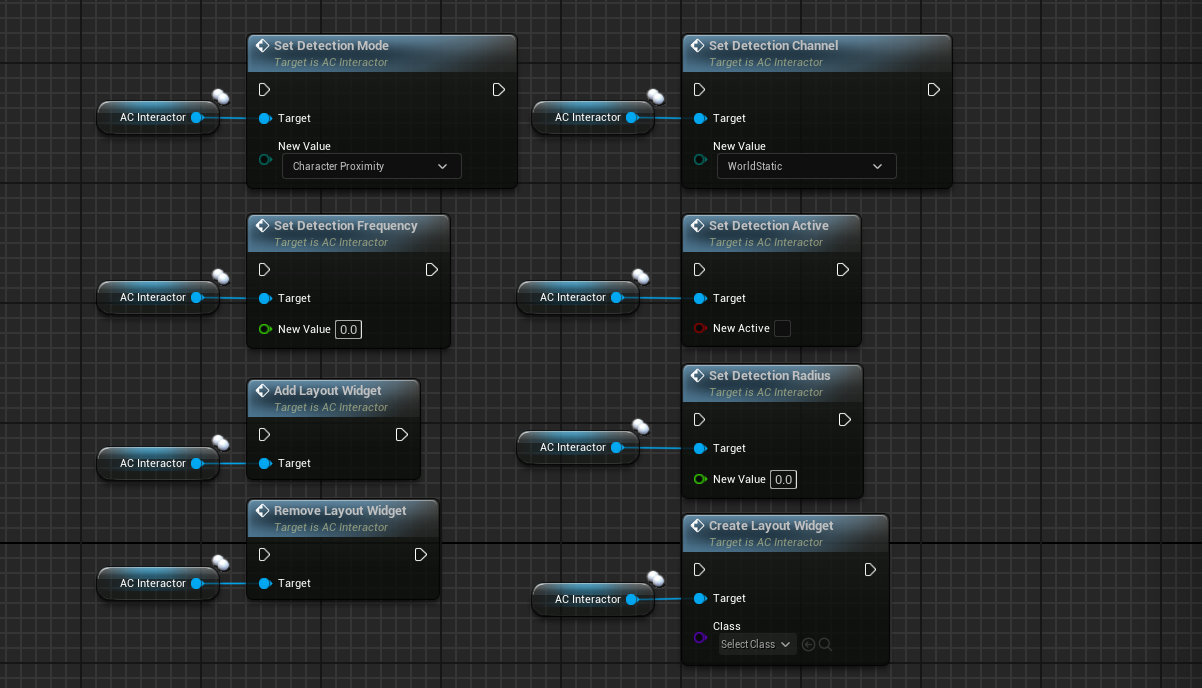 Set Detection Mode
Target is AC Interactor
AC Interactor
Target
New Value
Character Proximity
Set Detection Channel
Target is AC Interactor
AC Interactor
Target
New Value
WorldStatic
Set Detection Frequency
Target is AC Interactor
AC Interactor
Target
New Value 0.0
Set Detection Active
Target is AC Interactor
AC Interactor
Target
New Active
Add Layout Widget
Target is AC Interactor
AC Interactor
Target
Set Detection Radius
Target is AC Interactor
AC Interactor
Target
New Value 0.0
Remove Layout Widget
Target is AC Interactor
AC Interactor
Target
Create Layout Widget
Target is AC Interactor
AC Interactor
Target
Class
Select Class